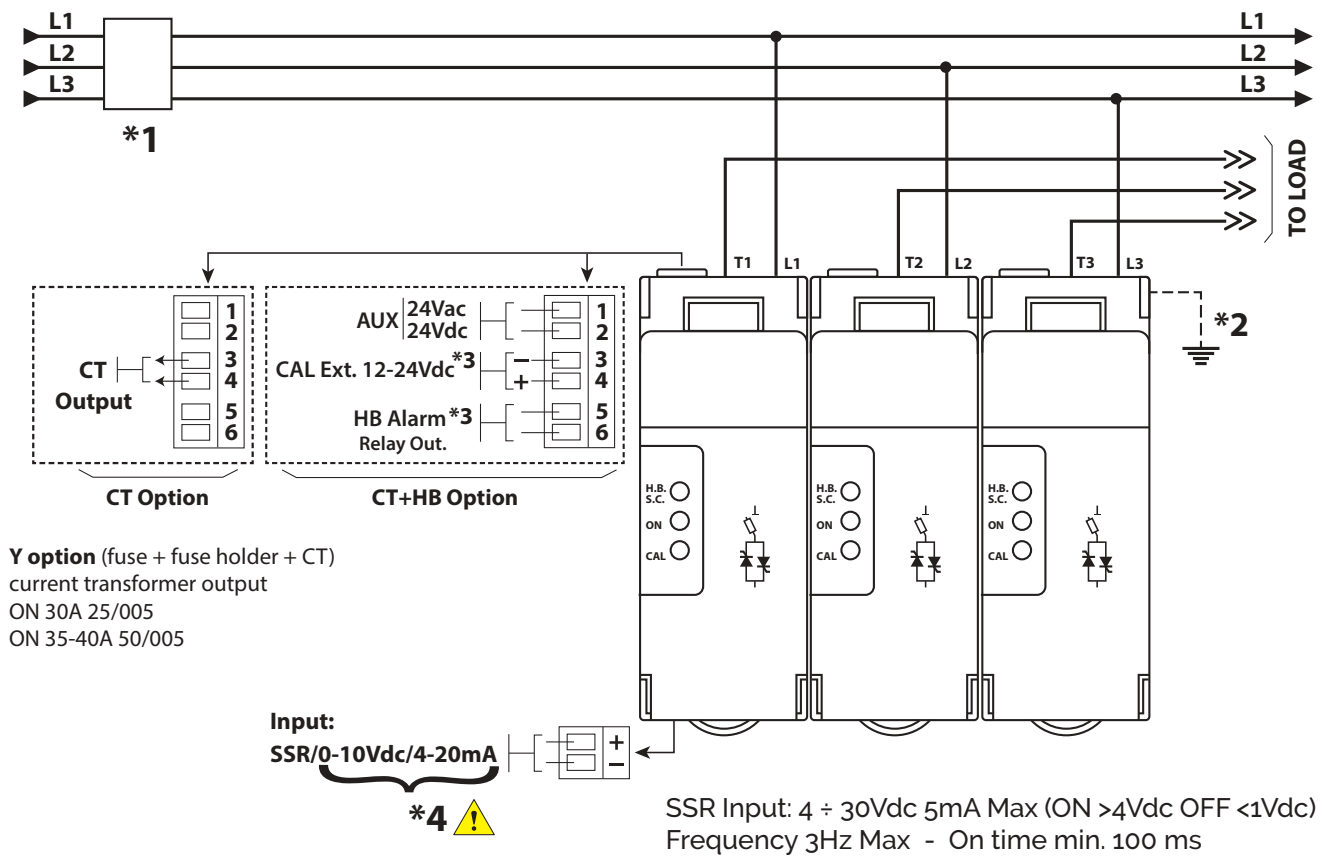 L1
L2
L3
L1
L2
L3
*1
TO LOAD
T1
L1
T2
L2
T3
L3
*2
1
2
3
4
5
6
CT
Output
CT Option
AUX
24Vac
24Vdc
CAL Ext. 12-24Vdc*3
HB Alarm*3
Relay Out.
−
+
1
2
3
4
5
6
CT+HB Option
H.B.
S.C.
ON
CAL
H.B.
S.C.
ON
CAL
H.B.
S.C.
ON
CAL
Y option (fuse + fuse holder + CT)
current transformer output
ON 30A 25/005
ON 35-40A 50/005
Input:
SSR/0-10Vdc/4-20mA
+
−
*4
!
SSR Input: 4 ÷ 30Vdc 5mA Max (ON >4Vdc OFF <1Vdc)
Frequency 3Hz Max - On time min. 100 ms